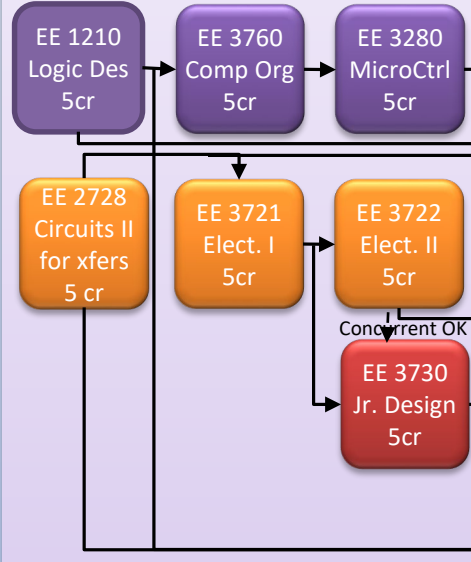 EE 1210
Logic Des
5cr
EE 3760
Comp Org
5cr
EE 3280
MicroCtrl
5cr
EE 2728
Circuits II
for xfers
5 cr
EE 3721
Elect. I
5cr
EE 3722
Elect. II
5cr
Concurrent OK
EE 3730
Jr. Design
5cr